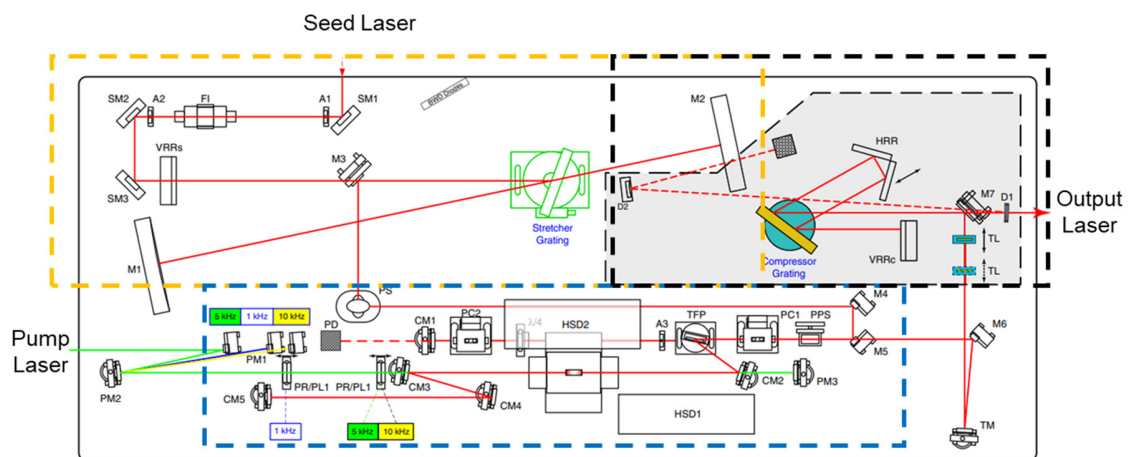 Seed Laser
SM2
A2
FI
A1
SM1
BWD Diodes
M2
VRRs
M3
HRR
SM3
D2
M7
D1
Output
Laser
Stretcher
Grating
TL
M1
VRRc
Compressor
Grating
TL
PS
M4
5 kHz
1 kHz
10 kHz
PD
CM1
PC2
λ/4
HSD2
A3
TFP
PC1
PPS
M6
Pump
Laser
PM1
M5
PM2
PR/PL1
PR/PL1
CM3
CM2
PM3
CM5
CM4
HSD1
1 kHz
5 kHz
10 kHz
TM